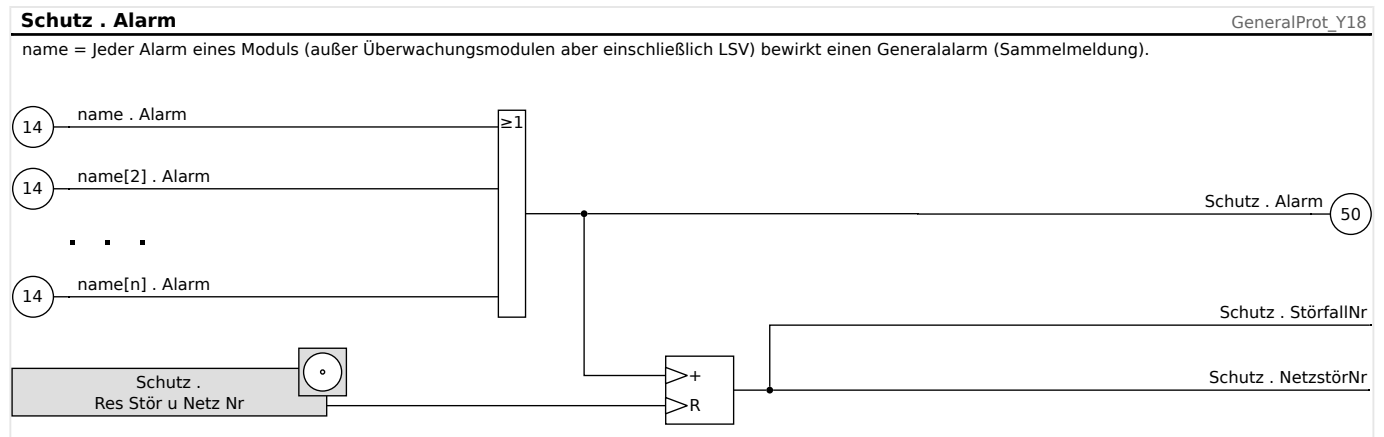 Schutz . Alarm
GeneralProt_Y18
name = Jeder Alarm eines Moduls (außer Überwachungsmodulen aber einschließlich LSV) bewirkt einen Generalalarm (Sammelmeldung).
14
name . Alarm
≥1
14
name[2] . Alarm
Schutz . Alarm
50
. . .
14
name[n] . Alarm
Schutz . StörfallNr
Schutz .
Res Stör u Netz Nr
+
R
Schutz . NetzstörNr